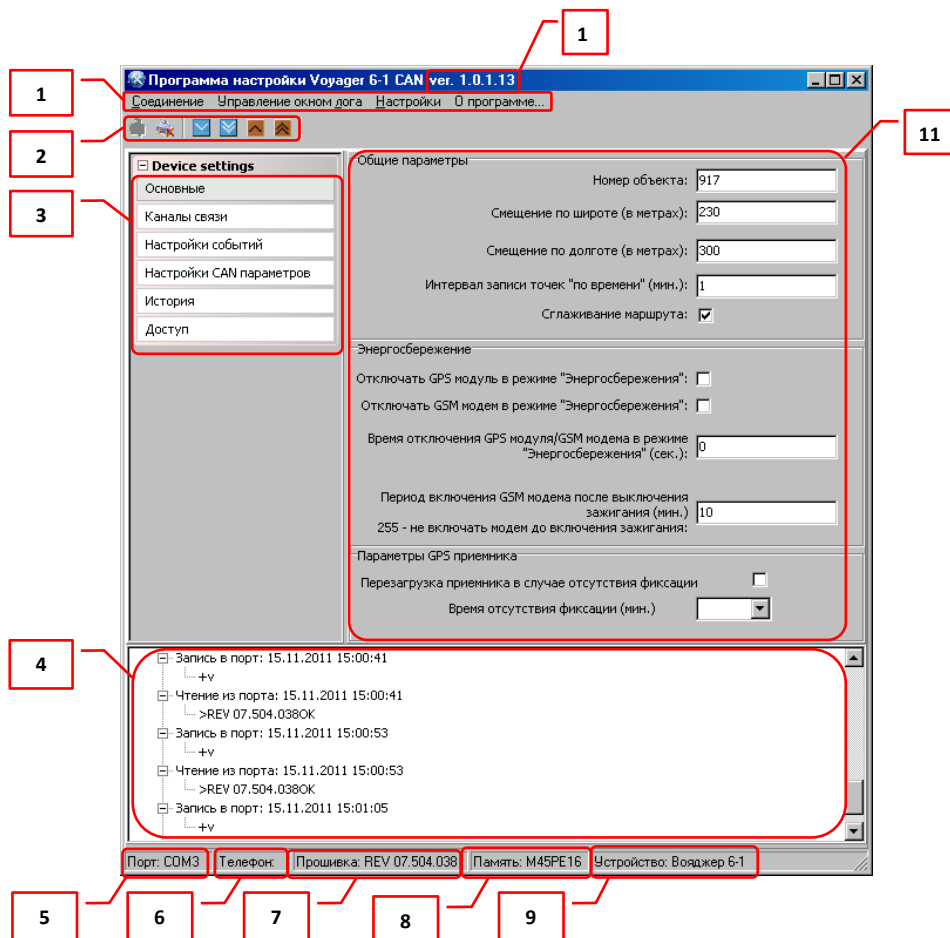 1
Программа настройки Voyager 6-1 CAN ver. 1.0.1.13
1
Соединение Управление окном лога Настройки О программе...
2
11
Device settings
Основные
Каналы связи
Настройки событий
Настройки CAN параметров
История
Доступ
3
Общие параметры
Номер объекта: 917
Смещение по широте (в метрах): 230
Смещение по долготе (в метрах): 300
Интервал записи точек "по времени" (мин.): 1
Сглаживание маршрута:
Энергосбережение
Отключать GPS модуль в режиме "Энергосбережения":
Отключать GSM модем в режиме "Энергосбережения":
Время отключения GPS модуля/GSM модема в режиме
"Энергосбережения" (сек.): 0
Период включения GSM модема после выключения
зажигания (мин.) 10
255 - не включать модем до включения зажигания:
Параметры GPS приемника
Перезагрузка приемника в случае отсутствия фиксации
Время отсутствия фиксации (мин.)
4
Запись в порт: 15.11.2011 15:00:41
+v
Чтение из порта: 15.11.2011 15:00:41
>REV 07.504.038OK
Запись в порт: 15.11.2011 15:00:53
+v
Чтение из порта: 15.11.2011 15:00:53
>REV 07.504.038OK
Запись в порт: 15.11.2011 15:01:05
+v
Порт: COM3 Телефон: Прошивка: REV 07.504.038 Память: M45PE16 Устройство: Вояджер 6-1
5 6 7 8 9